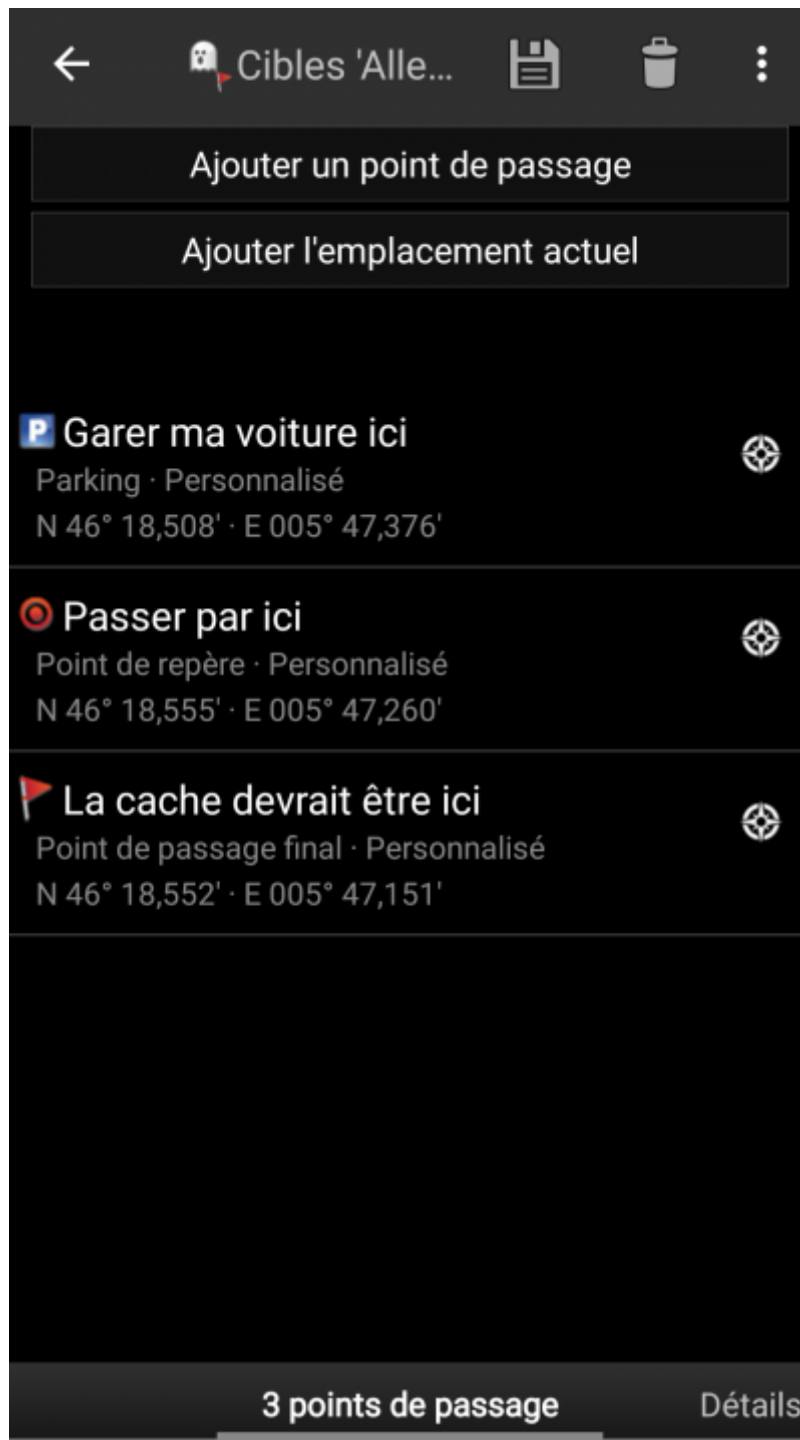 Cibles 'Alle...
Ajouter un point de passage
Ajouter l'emplacement actuel
P Garer ma voiture ici
Parking · Personnalisé
N 46° 18,508' · E 005° 47,376'
Passer par ici
Point de repère · Personnalisé
N 46° 18,555' · E 005° 47,260'
La cache devrait être ici
Point de passage final · Personnalisé
N 46° 18,552' · E 005° 47,151'
3 points de passage
Détails